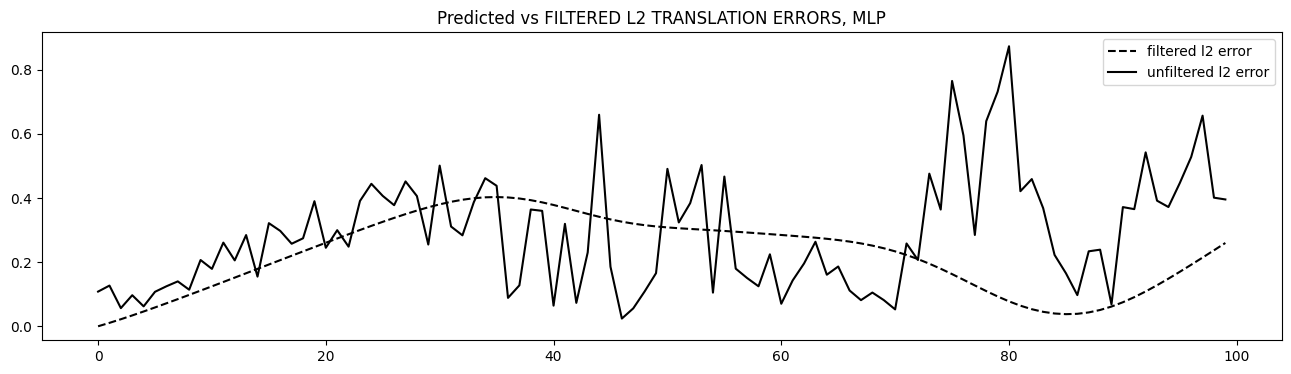 Predicted vs FILTERED L2 TRANSLATION ERRORS, MLP
filtered l2 error
unfiltered l2 error
0.8
0.6
0.4
0.2
0.0
0 20 40 60 80 100